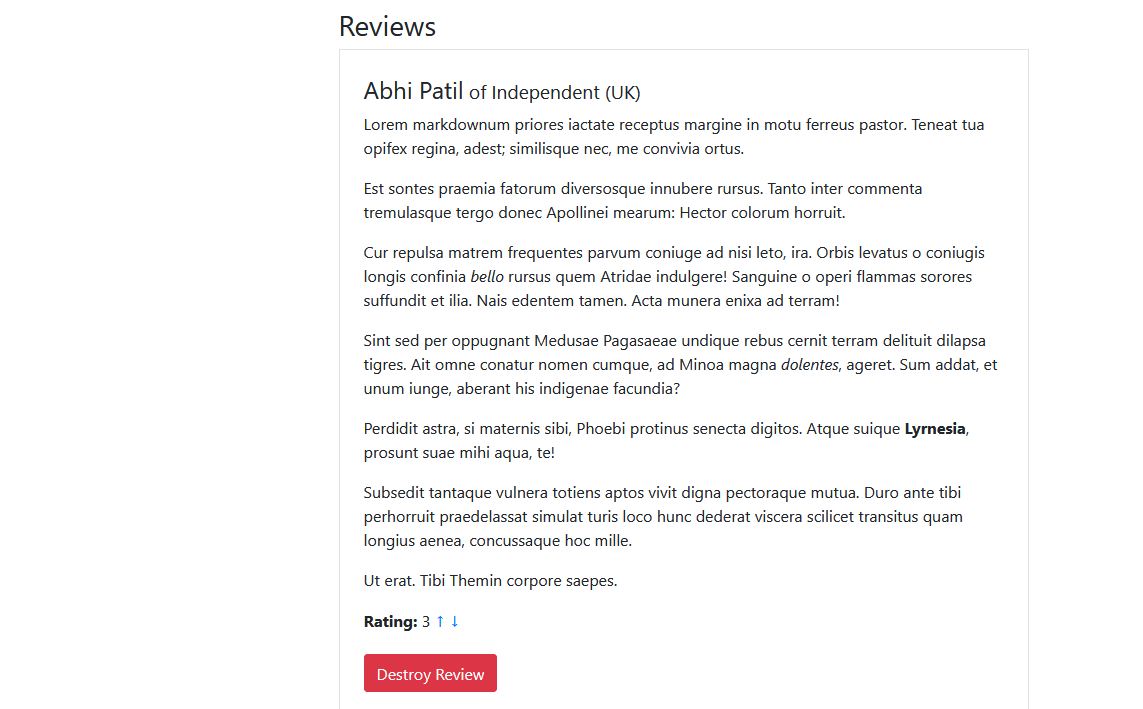 Reviews
Abhi Patil of Independent (UK)
Lorem markdownum priores iactate receptus margine in motu ferreus pastor. Teneat tua
opifex regina, adest; similisque nec, me convivia ortus.
Est sontes praemia fatorum diversosque innubere rursus. Tanto inter commenta
tremulasque tergo donec Apollinei mearum: Hector colorum horruit.
Cur repulsa matrem frequentes parvum coniuge ad nisi leto, ira. Orbis levatus o coniugis
longis confinia bello rursus quem Atridae indulgere! Sanguine o operi flammas sorores
suffundit et ilia. Nais edentem tamen. Acta munera enixa ad terram!
Sint sed per oppugnant Medusae Pagasaeae undique rebus cernit terram delituit dilapsa
tigres. Ait omne conatur nomen cumque, ad Minoa magna dolentes, ageret. Sum addat, et
unum iunge, aberant his indigenae facundia?
Perdidit astra, si maternis sibi, Phoebi protinus senecta digitos. Atque suique Lyrnesia,
prosunt suae mihi aqua, te!
Subsedit tantaque vulnera totiens aptos vivit digna pectoraque mutua. Duro ante tibi
perhorruit praedelassat simulat turis loco hunc dederat viscera scilicet transitus quam
longius aenea, concussaque hoc mille.
Ut erat. Tibi Themin corpore saepes.
Rating: 3 ↑ ↓
Destroy Review